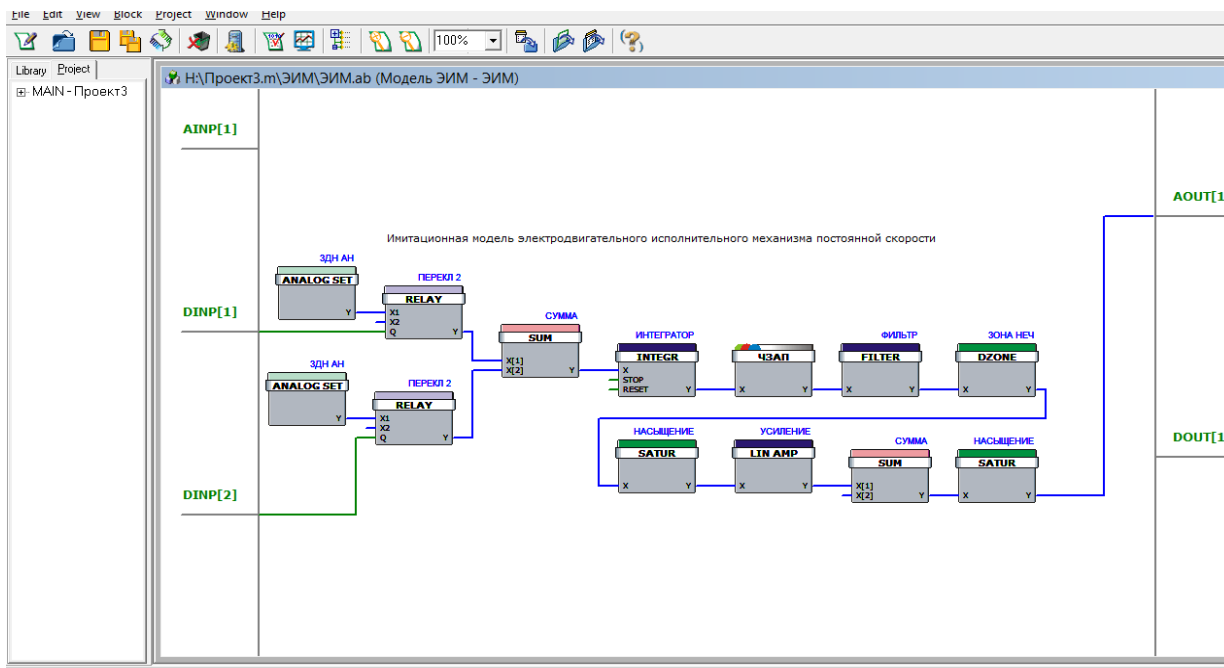 File Edit View Block Project Window Help
100%
Library Project
MAIN - Проект3
H:\Проект3.m\ЭИМ\ЭИМ.ab (Модель ЭИМ - ЭИМ)
AINP[1]
AOUT[1
Имитационная модель электродвигательного исполнительного механизма постоянной скорости
ЗДН АН
ANALOG SET
Y
ПЕРЕКЛ 2
RELAY
X1
X2
Q Y
DINP[1]
СУММА
SUM
X[1]
X[2] Y
ИНТЕГРАТОР
INTEGR
X
STOP
RESET Y
ЧЗАП
X Y
ФИЛЬТР
FILTER
X Y
ЗОНА НЕЧ
DZONE
X Y
ЗДН АН
ANALOG SET
Y
ПЕРЕКЛ 2
RELAY
X1
X2
Q Y
НАСЫЩЕНИЕ
SATUR
X Y
УСИЛЕНИЕ
LIN AMP
X Y
СУММА
SUM
X[1]
X[2] Y
НАСЫЩЕНИЕ
SATUR
X Y
DOUT[1
DINP[2]